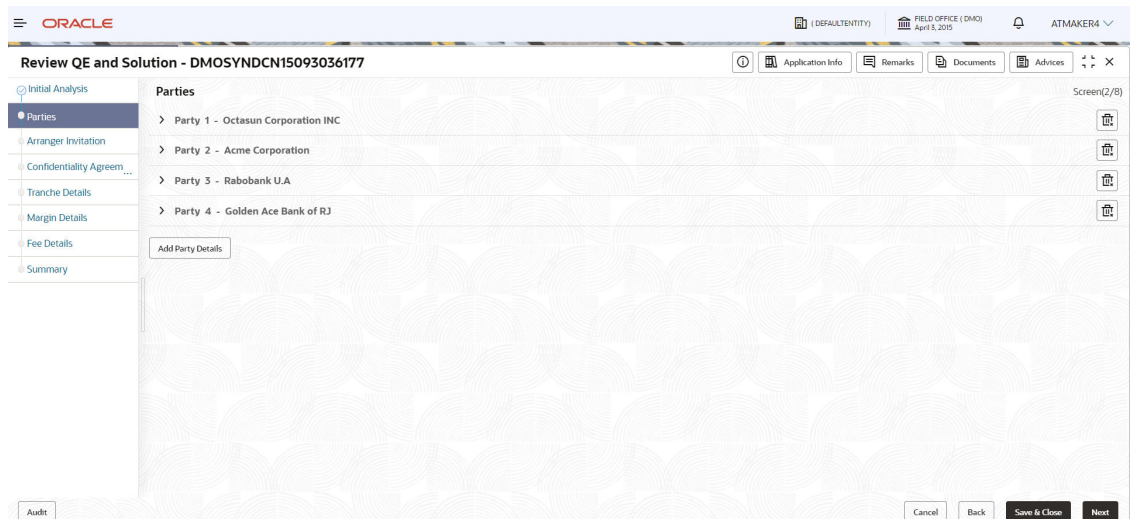 ORACLE
( DEFAULTENTITY)
FIELD OFFICE ( DMO)
April 3, 2015
ATMAKER4
Review QE and Solution - DMOSYNDCN15093036177
Application Info
Remarks
Documents
Advices
Initial Analysis
Parties
Arranger Invitation
Confidentiality Agreem...
Tranche Details
Margin Details
Fee Details
Summary
Parties
Screen(2/8)
Party 1 - Octasun Corporation INC
Party 2 - Acme Corporation
Party 3 - Rabobank U.A
Party 4 - Golden Ace Bank of RJ
Add Party Details
Audit
Cancel
Back
Save & Close
Next